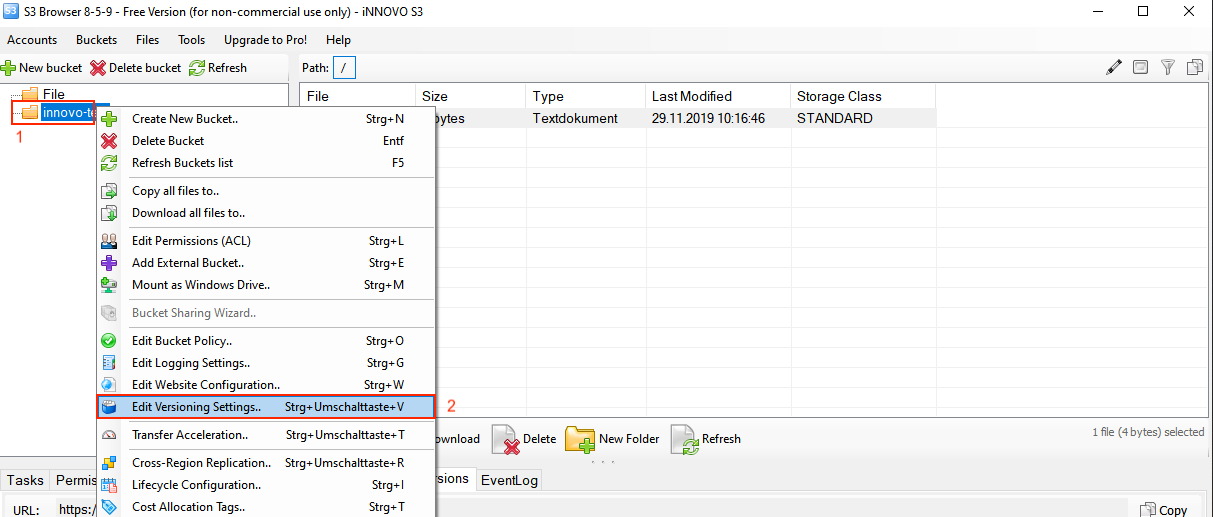 S3 Browser 8-5-9 - Free Version (for non-commercial use only) - iNNOVO S3
Accounts Buckets Files Tools Upgrade to Pro! Help
New bucket Delete bucket Refresh Path: /
File
innovo-te
1
File Size Type Last Modified Storage Class
bytes Textdokument 29.11.2019 10:16:46 STANDARD
Create New Bucket.. Strg+N
Delete Bucket Entf
Refresh Buckets list F5
Copy all files to..
Download all files to..
Edit Permissions (ACL) Strg+L
Add External Bucket.. Strg+E
Mount as Windows Drive.. Strg+M
Bucket Sharing Wizard..
Edit Bucket Policy.. Strg+O
Edit Logging Settings.. Strg+G
Edit Website Configuration.. Strg+W
Edit Versioning Settings.. Strg+Umschalttaste+V 2
Transfer Acceleration.. Strg+Umschalttaste+T
Cross-Region Replication.. Strg+Umschalttaste+R
Lifecycle Configuration.. Strg+I
Cost Allocation Tags.. Strg+T
ownload Delete New Folder Refresh
1 file (4 bytes) selected
Tasks Permis sions EventLog
URL: https:/ Copy